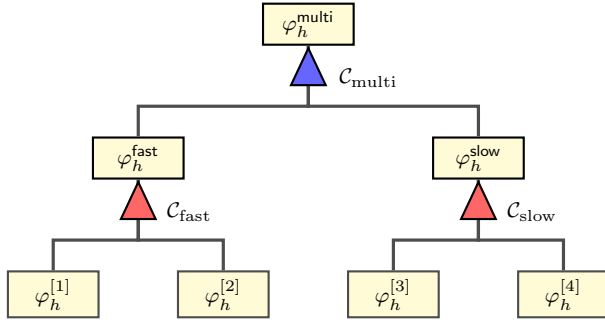 φ_h^multi
𝒞_multi
φ_h^fast φ_h^slow
𝒞_fast 𝒞_slow
φ_h^[1] φ_h^[2] φ_h^[3] φ_h^[4]